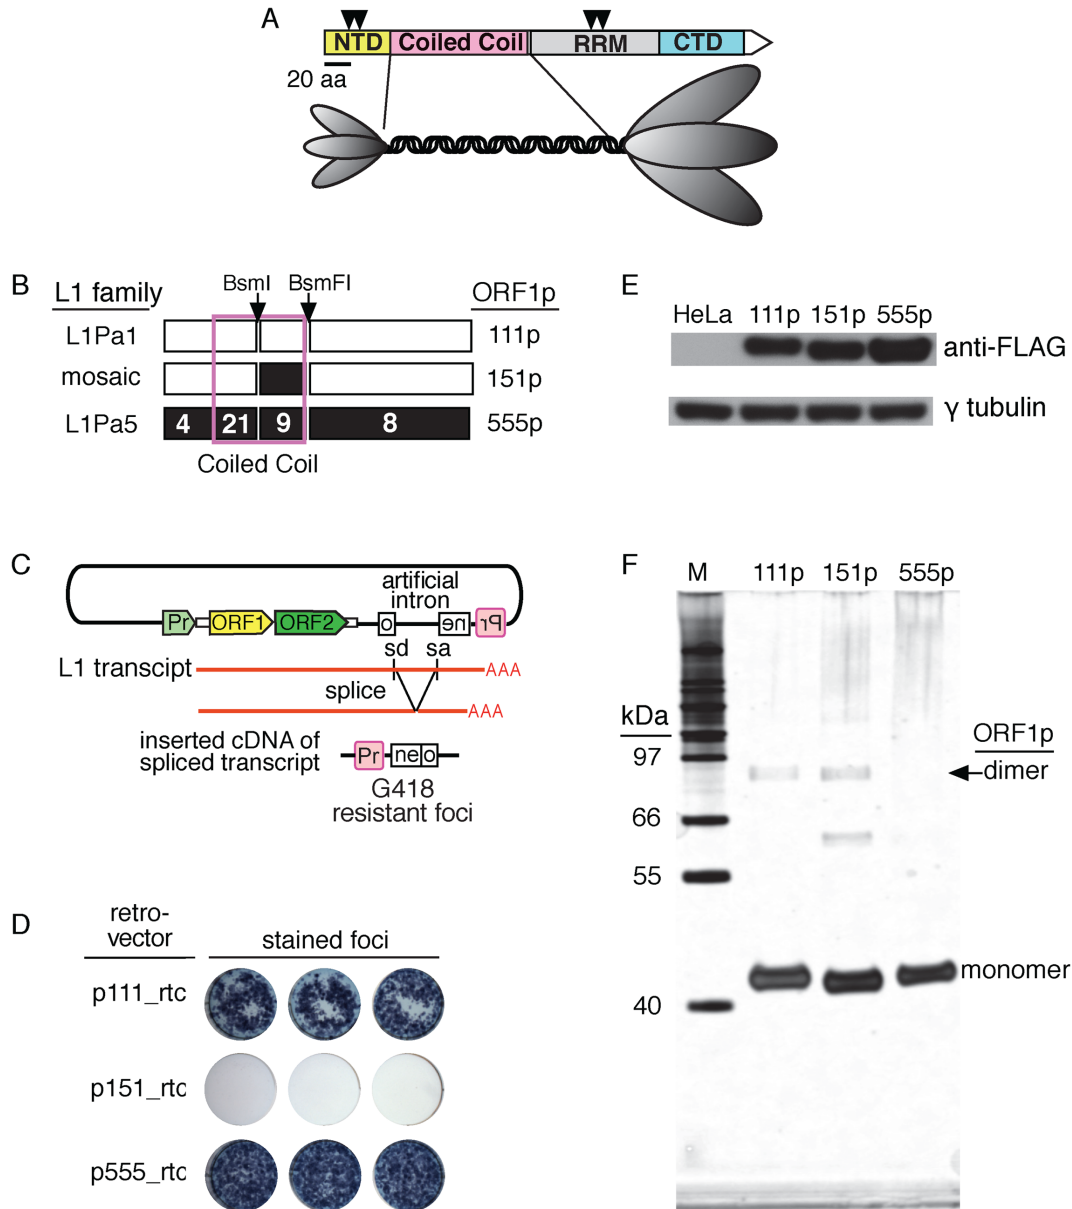 A
NTD Coiled Coil RRM CTD
20 aa
B
L1 family
BsmI BsmFI
ORF1p
L1Pa1 111p
mosaic 151p
L1Pa5 4 21 9 8 555p
Coiled Coil
C
artificial
intron
Pr ORF1 ORF2 o ne Pr
sd sa
L1 transcipt AAA
splice AAA
inserted cDNA of
spliced transcript
Pr ne o
G418
resistant foci
D
retro-
vector
stained foci
p111_rtc
p151_rtc
p555_rtc
E
HeLa 111p 151p 555p
anti-FLAG
γ tubulin
F
M 111p 151p 555p
kDa
97
66
55
40
ORF1p
dimer
monomer